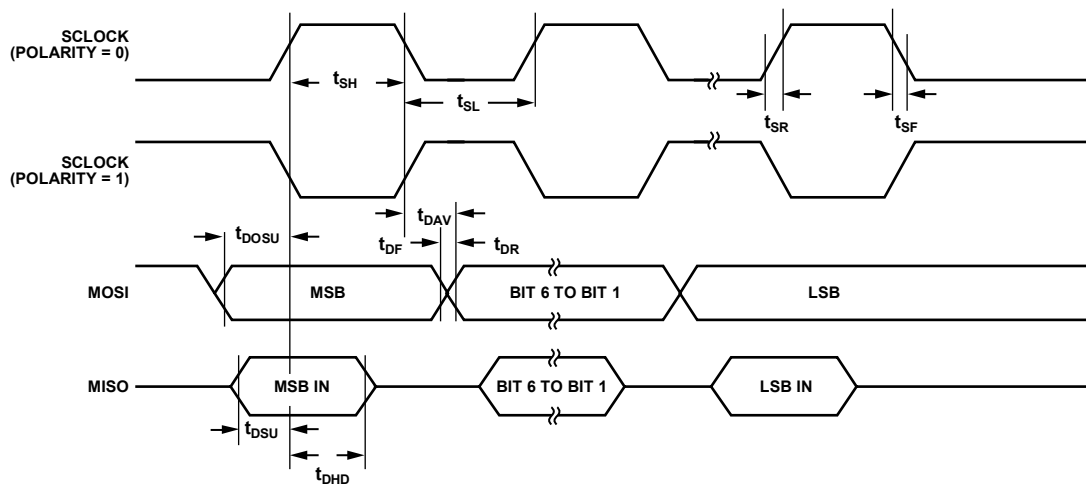 SCLOCK
(POLARITY = 0)
tSH
tSL
tSR
tSF
SCLOCK
(POLARITY = 1)
tDAV
tDOSU
tDF
tDR
MOSI
MSB
BIT 6 TO BIT 1
LSB
MISO
MSB IN
BIT 6 TO BIT 1
LSB IN
tDSU
tDHD